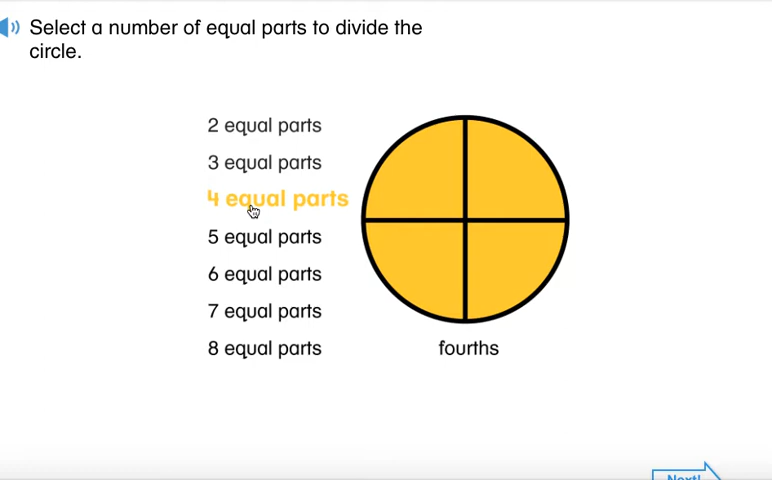 Select a number of equal parts to divide the
circle.
2 equal parts
3 equal parts
4 equal parts
5 equal parts
6 equal parts
7 equal parts
8 equal parts
fourths
Next!